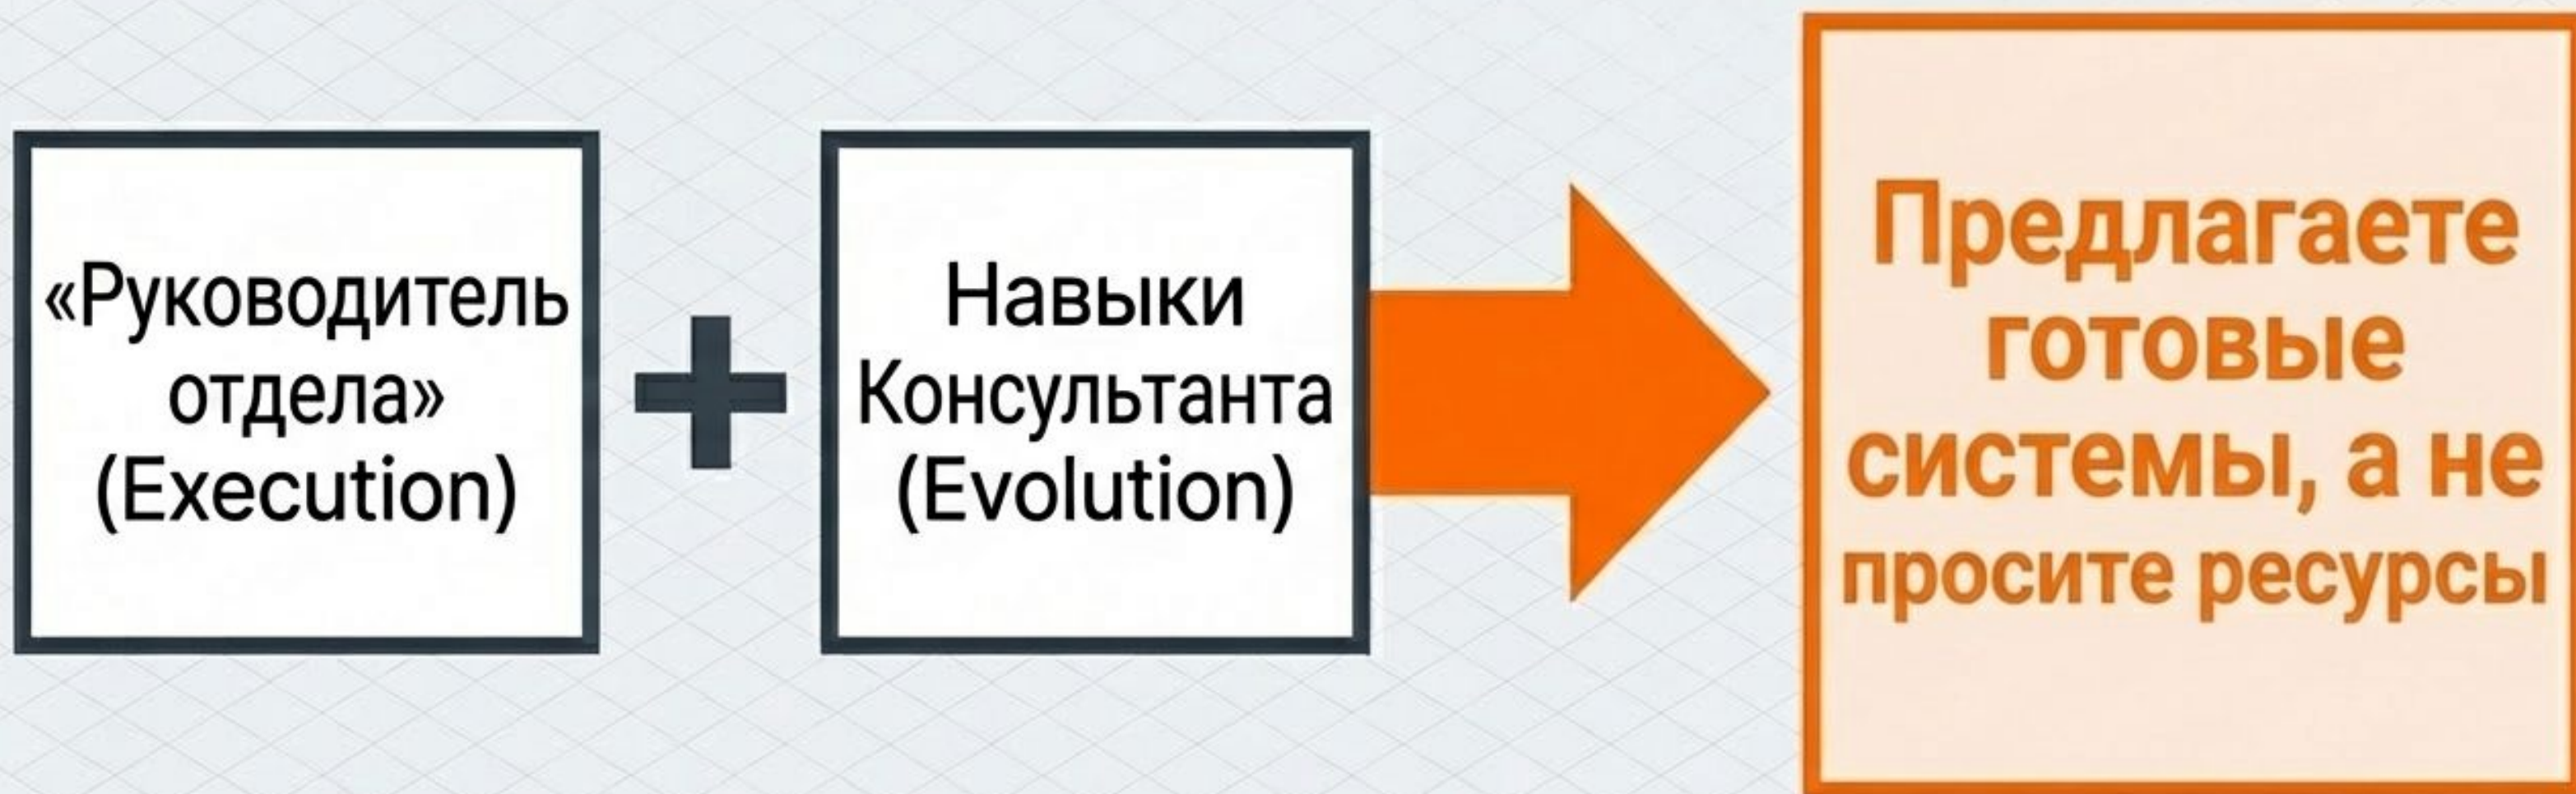 «Руководитель
отдела»
(Execution)
Навыки
Консультанта
(Evolution)
Предлагаете
готовые
системы, а не
просите ресурсы